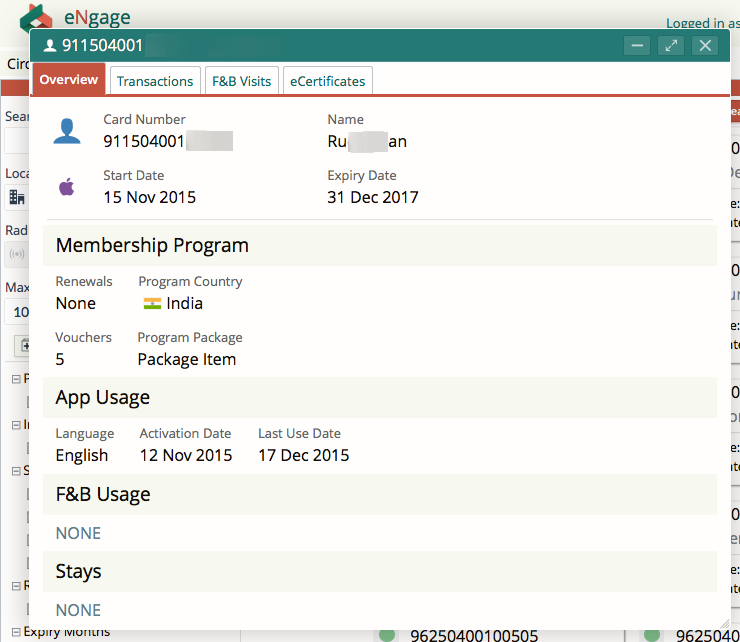 eNgage
Logged in as
911504001
Overview
Transactions
F&B Visits
eCertificates
Card Number
911504001
Name
Ru an
Start Date
15 Nov 2015
Expiry Date
31 Dec 2017
Membership Program
Renewals
None
Program Country
India
Vouchers
5
Program Package
Package Item
App Usage
Language
English
Activation Date
12 Nov 2015
Last Use Date
17 Dec 2015
F&B Usage
NONE
Stays
NONE
Expiry Months
96250400100505
9625040